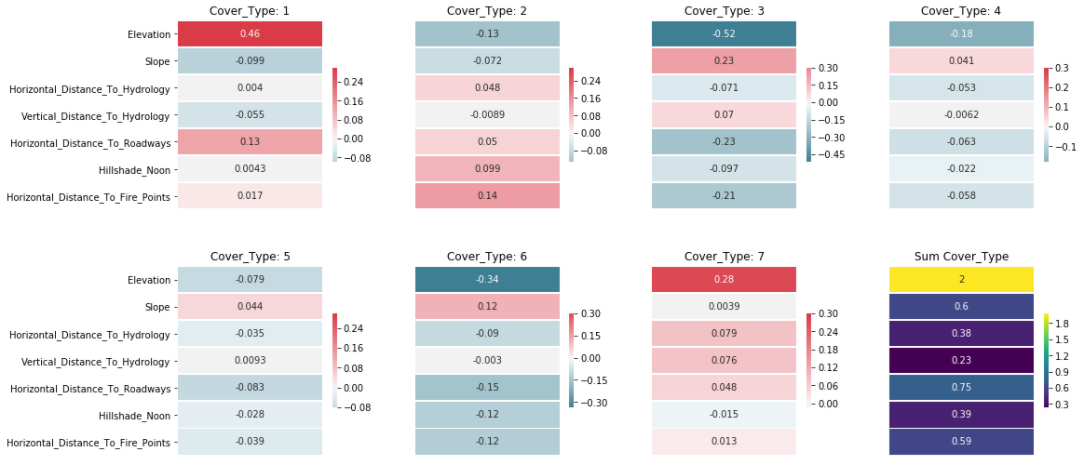 Cover_Type: 1 Cover_Type: 2 Cover_Type: 3 Cover_Type: 4
Elevation 0.46 -0.13 -0.52 -0.18
Slope -0.099 -0.072 0.23 0.041
Horizontal_Distance_To_Hydrology 0.004 0.048 -0.071 -0.053
Vertical_Distance_To_Hydrology -0.055 -0.0089 0.07 -0.0062
Horizontal_Distance_To_Roadways 0.13 0.05 -0.23 -0.063
Hillshade_Noon 0.0043 0.099 -0.097 -0.022
Horizontal_Distance_To_Fire_Points 0.017 0.14 -0.21 -0.058
0.24
0.16
0.08
0.00
−0.08
0.24
0.16
0.08
0.00
−0.08
0.30
0.15
0.00
−0.15
−0.30
−0.45
0.3
0.2
0.1
0.0
−0.1
Cover_Type: 5 Cover_Type: 6 Cover_Type: 7 Sum Cover_Type
Elevation -0.079 -0.34 0.28 2
Slope 0.044 0.12 0.0039 0.6
Horizontal_Distance_To_Hydrology -0.035 -0.09 0.079 0.38
Vertical_Distance_To_Hydrology 0.0093 -0.003 0.076 0.23
Horizontal_Distance_To_Roadways -0.083 -0.15 0.048 0.75
Hillshade_Noon -0.028 -0.12 -0.015 0.39
Horizontal_Distance_To_Fire_Points -0.039 -0.12 0.013 0.59
0.24
0.16
0.08
0.00
−0.08
0.30
0.15
0.00
−0.15
−0.30
0.30
0.24
0.18
0.12
0.06
0.00
1.8
1.5
1.2
0.9
0.6
0.3